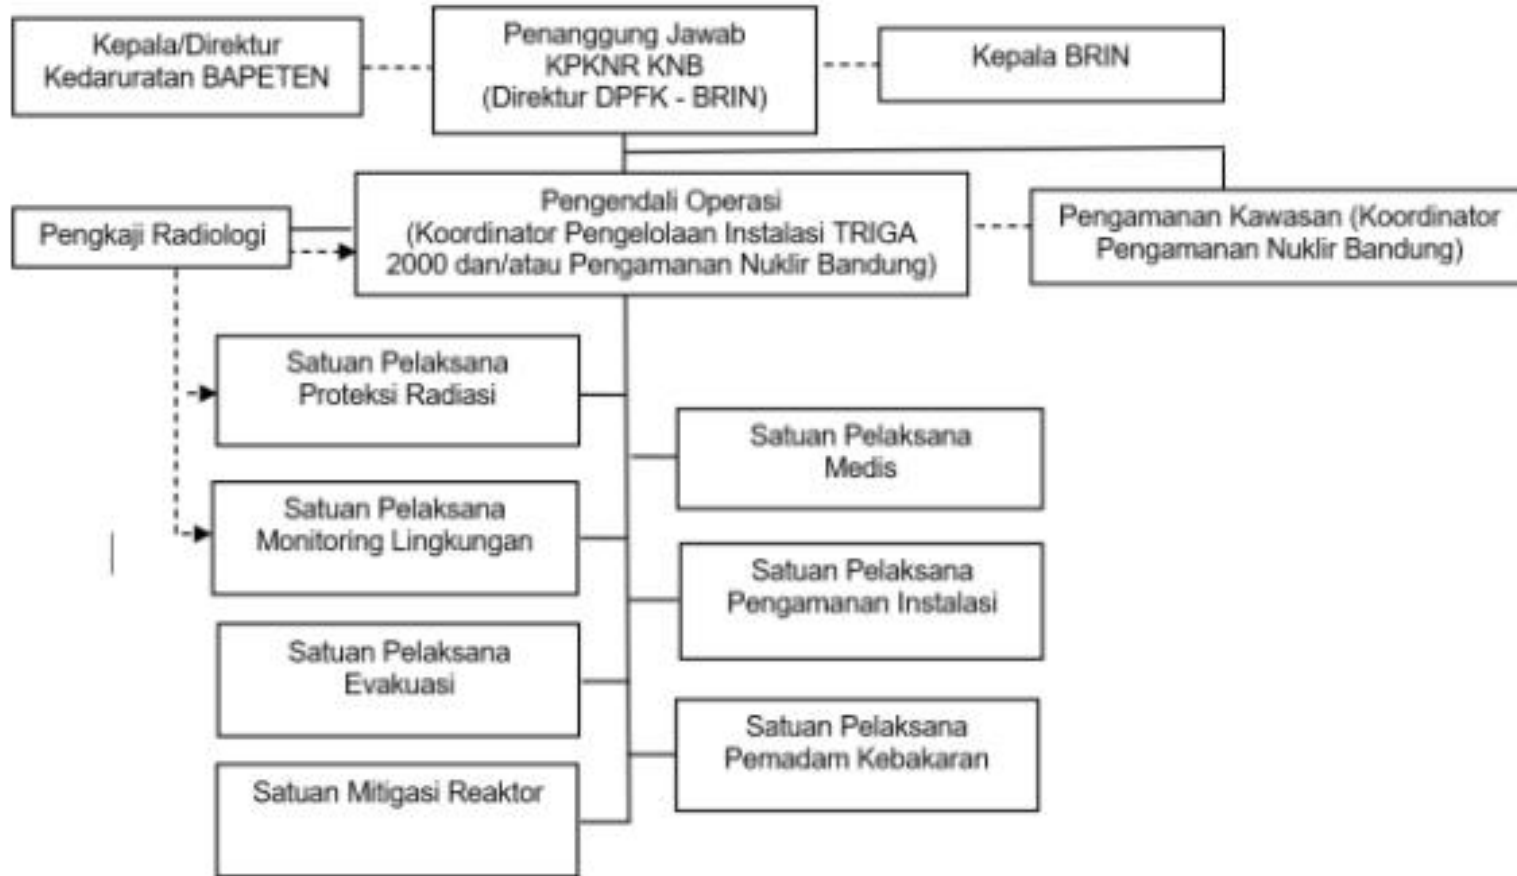 Kepala/Direktur
Kedaruratan BAPETEN
Penanggung Jawab
KPKNR KNB
(Direktur DPFK - BRIN)
Kepala BRIN
Pengkaji Radiologi
Pengendali Operasi
(Koordinator Pengelolaan Instalasi TRIGA
2000 dan/atau Pengamanan Nuklir Bandung)
Pengamanan Kawasan (Koordinator
Pengamanan Nuklir Bandung)
Satuan Pelaksana
Proteksi Radiasi
Satuan Pelaksana
Medis
Satuan Pelaksana
Monitoring Lingkungan
Satuan Pelaksana
Pengamanan Instalasi
Satuan Pelaksana
Evakuasi
Satuan Pelaksana
Pemadam Kebakaran
Satuan Mitigasi Reaktor